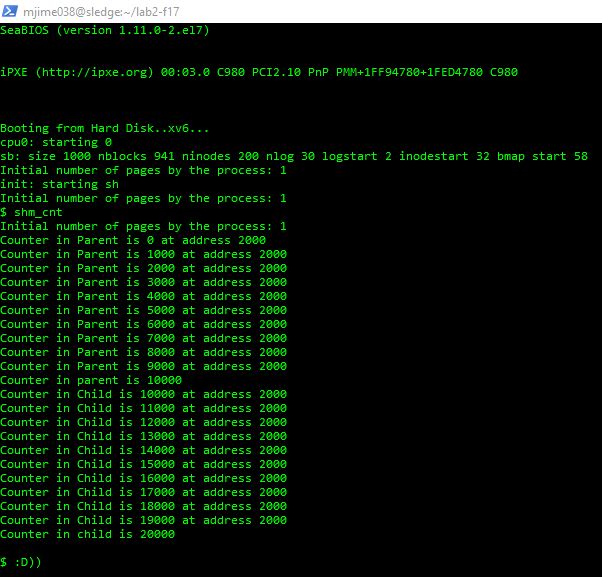 mjime038@sledge:~/lab2-f17
SeaBIOS (version 1.11.0-2.el7)
iPXE (http://ipxe.org) 00:03.0 C980 PCI2.10 PnP PMM+1FF94780+1FED4780 C980
Booting from Hard Disk..xv6...
cpu0: starting 0
sb: size 1000 nblocks 941 ninodes 200 nlog 30 logstart 2 inodestart 32 bmap start 58
Initial number of pages by the process: 1
init: starting sh
Initial number of pages by the process: 1
$ shm_cnt
Initial number of pages by the process: 1
Counter in Parent is 0 at address 2000
Counter in Parent is 1000 at address 2000
Counter in Parent is 2000 at address 2000
Counter in Parent is 3000 at address 2000
Counter in Parent is 4000 at address 2000
Counter in Parent is 5000 at address 2000
Counter in Parent is 6000 at address 2000
Counter in Parent is 7000 at address 2000
Counter in Parent is 8000 at address 2000
Counter in Parent is 9000 at address 2000
Counter in parent is 10000
Counter in Child is 10000 at address 2000
Counter in Child is 11000 at address 2000
Counter in Child is 12000 at address 2000
Counter in Child is 13000 at address 2000
Counter in Child is 14000 at address 2000
Counter in Child is 15000 at address 2000
Counter in Child is 16000 at address 2000
Counter in Child is 17000 at address 2000
Counter in Child is 18000 at address 2000
Counter in Child is 19000 at address 2000
Counter in child is 20000
$ :D))